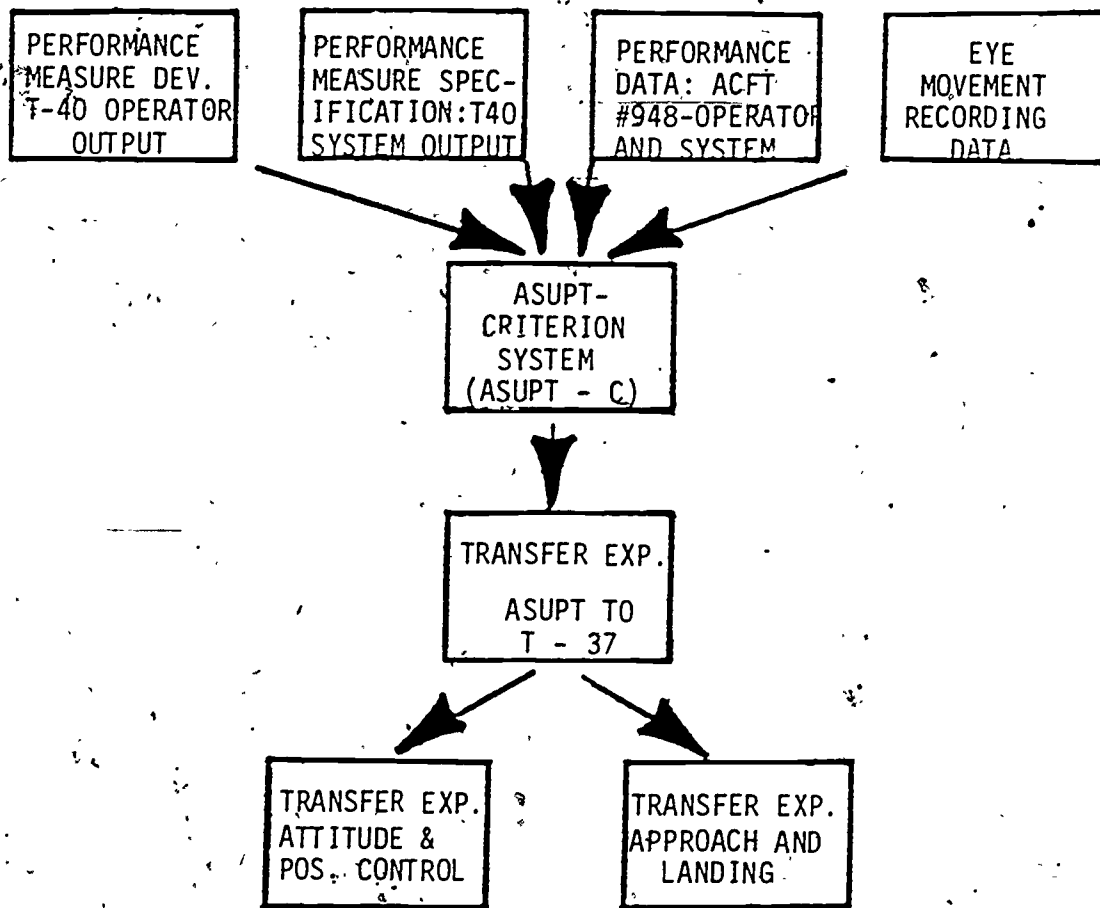 PERFORMANCE
MEASURE DEV.
T-40 OPERATOR
OUTPUT
PERFORMANCE
MEASURE SPEC-
IFICATION:T40
SYSTEM OUTPUT
PERFORMANCE
DATA: ACFT
#948-OPERATOR
AND SYSTEM
EYE
MOVEMENT
RECORDING
DATA
ASUPT-
CRITERION
SYSTEM
(ASUPT - C)
TRANSFER EXP.
ASUPT TO
T - 37
TRANSFER EXP.
ATTITUDE &
POS. CONTROL
TRANSFER EXP.
APPROACH AND
LANDING